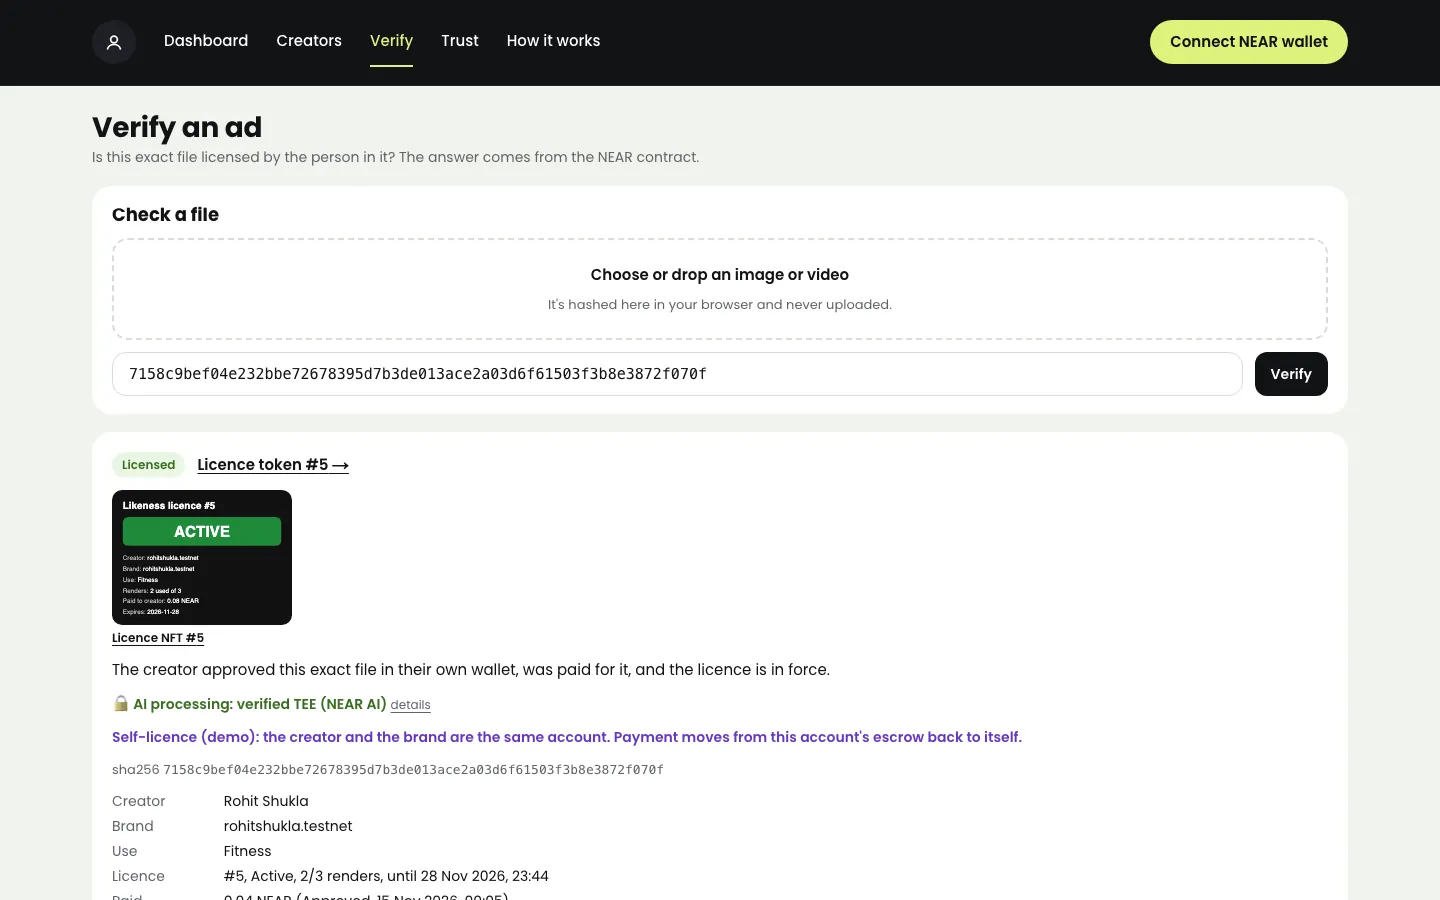 Dashboard Creators Verify Trust How it works Connect NEAR wallet
Verify an ad
Is this exact file licensed by the person in it? The answer comes from the NEAR contract.
Check a file
Choose or drop an image or video
It's hashed here in your browser and never uploaded.
7158c9bef04e232bbe72678395d7b3de013ace2a03d6f61503f3b8e3872f070f Verify
Licensed Licence token #5 →
Likeness licence #5
ACTIVE
Creator: rohitshukla.testnet
Brand: rohitshukla.testnet
Use: Fitness
Renders: 2 used of 3
Paid to creator: 0.08 NEAR
Expires: 2026-11-28
Licence NFT #5
The creator approved this exact file in their own wallet, was paid for it, and the licence is in force.
AI processing: verified TEE (NEAR AI) details
Self-licence (demo): the creator and the brand are the same account. Payment moves from this account's escrow back to itself.
sha256 7158c9bef04e232bbe72678395d7b3de013ace2a03d6f61503f3b8e3872f070f
Creator Rohit Shukla
Brand rohitshukla.testnet
Use Fitness
Licence #5, Active, 2/3 renders, until 28 Nov 2026, 23:44
Paid 0.04 NEAR (Approved, 15 Nov 2026,